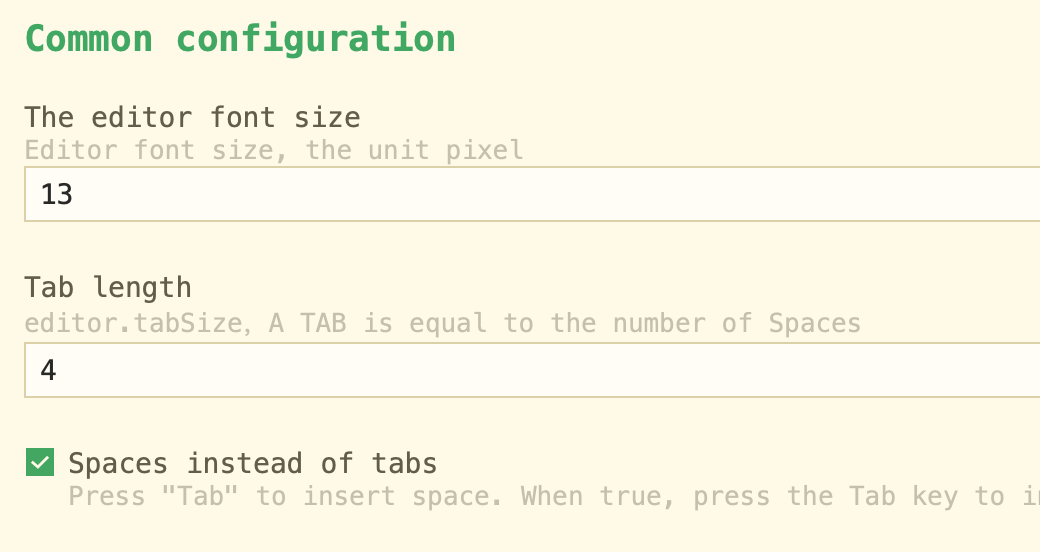 Common configuration
The editor font size
Editor font size, the unit pixel
13
Tab length
editor.tabSize, A TAB is equal to the number of Spaces
4
Spaces instead of tabs
Press "Tab" to insert space. When true, press the Tab key to